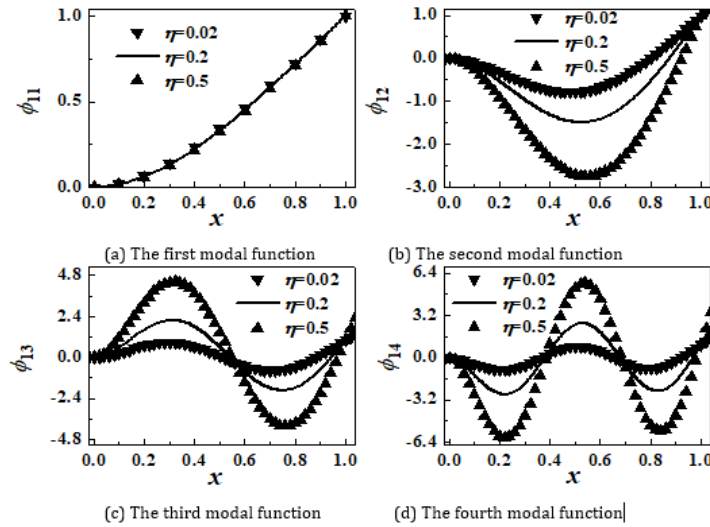 η=0.02
η=0.2
η=0.5
ϕ11
1.0
0.5
0.0
0.0 0.2 0.4 0.6 0.8 1.0
x
(a) The first modal function
η=0.02
η=0.2
η=0.5
ϕ12
1.0
0.0
-1.0
-2.0
-3.0
0.0 0.2 0.4 0.6 0.8 1.0
x
(b) The second modal function
η=0.02
η=0.2
η=0.5
ϕ13
4.8
2.4
0.0
-2.4
-4.8
0.0 0.2 0.4 0.6 0.8 1.0
x
(c) The third modal function
η=0.02
η=0.2
η=0.5
ϕ14
6.4
3.2
0.0
-3.2
-6.4
0.0 0.2 0.4 0.6 0.8 1.0
x
(d) The fourth modal function